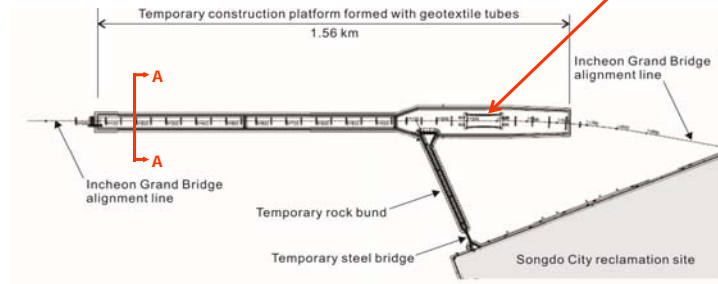 Temporary construction platform formed with geotextile tubes
1.56 km
A
Incheon Grand Bridge
alignment line
A
Incheon Grand Bridge
alignment line
Temporary rock bund
Temporary steel bridge
Songdo City reclamation site